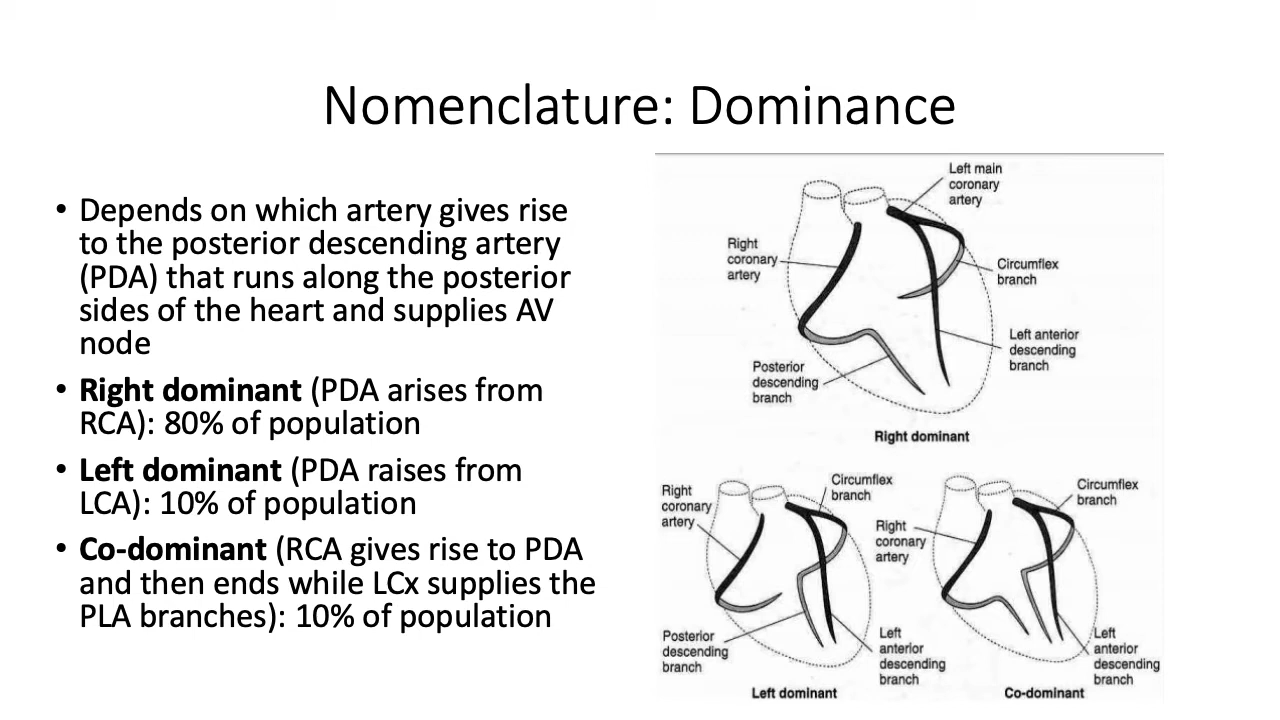 Nomenclature: Dominance
• Depends on which artery gives rise
to the posterior descending artery
(PDA) that runs along the posterior
sides of the heart and supplies AV
node
• Right dominant (PDA arises from
RCA): 80% of population
• Left dominant (PDA raises from
LCA): 10% of population
• Co-dominant (RCA gives rise to PDA
and then ends while LCx supplies the
PLA branches): 10% of population
Left main
coronary
artery
Right
coronary
artery
Circumflex
branch
Left anterior
descending
branch
Posterior
descending
branch
Right dominant
Right
coronary
artery
Circumflex
branch
Posterior
descending
branch
Left
anterior
descending
branch
Left dominant
Circumflex
branch
Right
coronary
artery
Left
anterior
descending
branch
Co-dominant